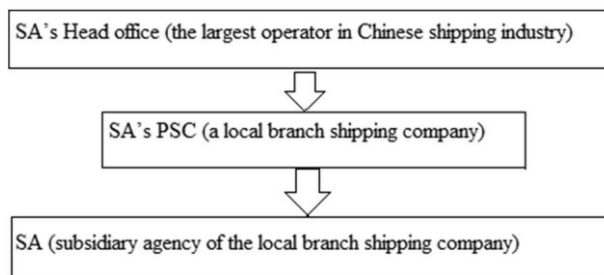 SA’s Head office (the largest operator in Chinese shipping industry)
SA’s PSC (a local branch shipping company)
SA (subsidiary agency of the local branch shipping company)